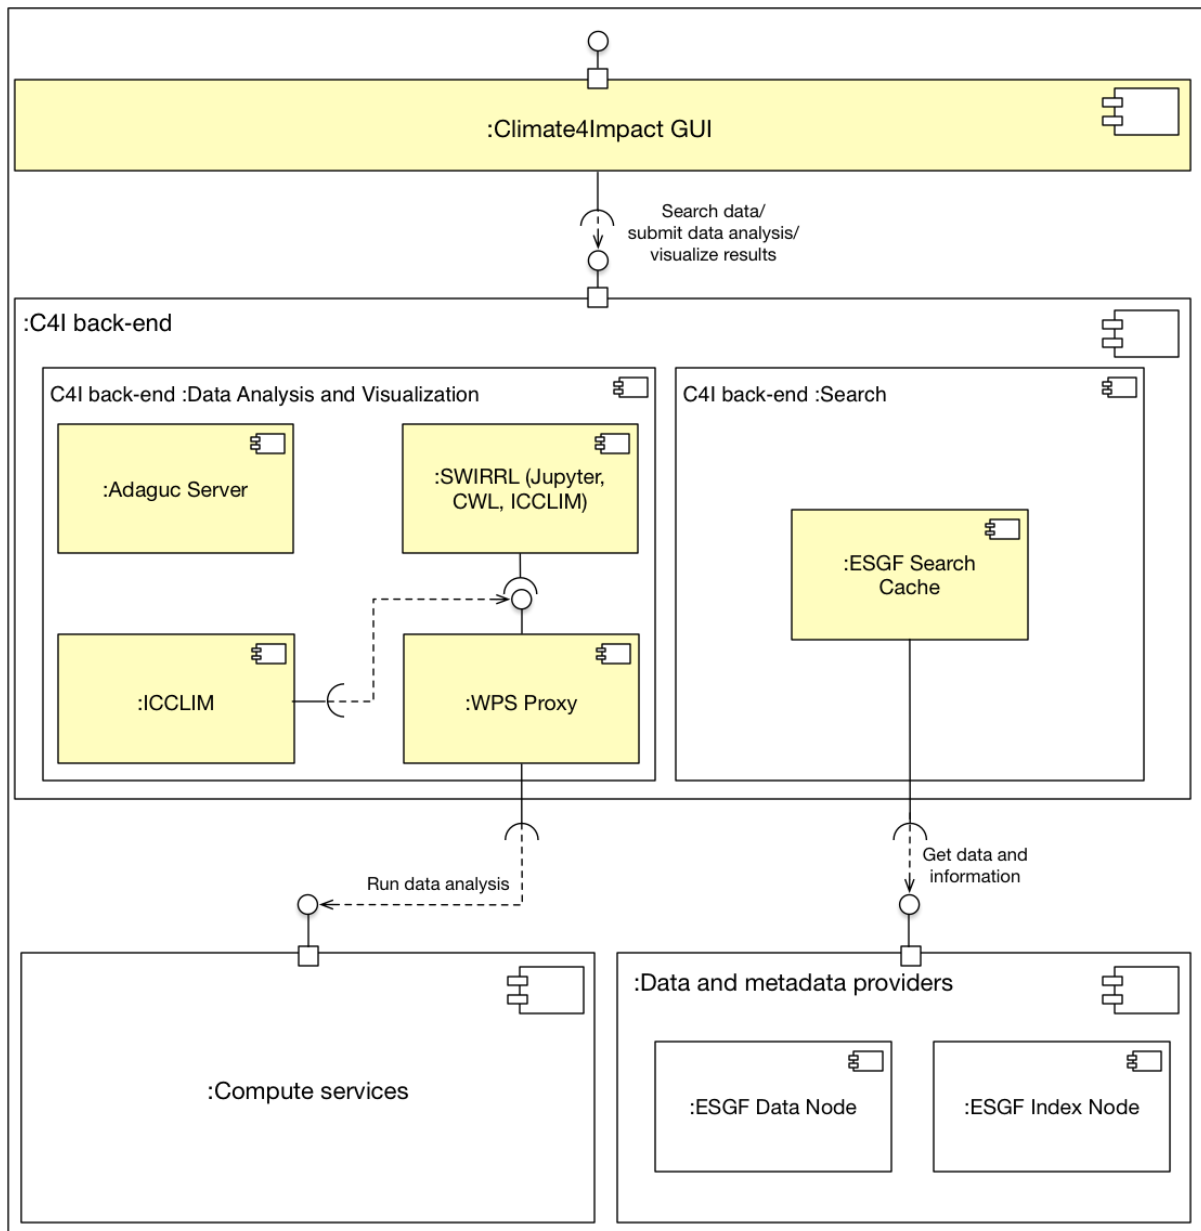 :Climate4Impact GUI
Search data/
submit data analysis/
visualize results
:C4I back-end
C4I back-end :Data Analysis and Visualization
:Adaguc Server
:SWIRRL (Jupyter,
CWL, ICCLIM)
:ICCLIM
:WPS Proxy
C4I back-end :Search
:ESGF Search
Cache
Run data analysis
Get data and
information
:Compute services
:Data and metadata providers
:ESGF Data Node
:ESGF Index Node